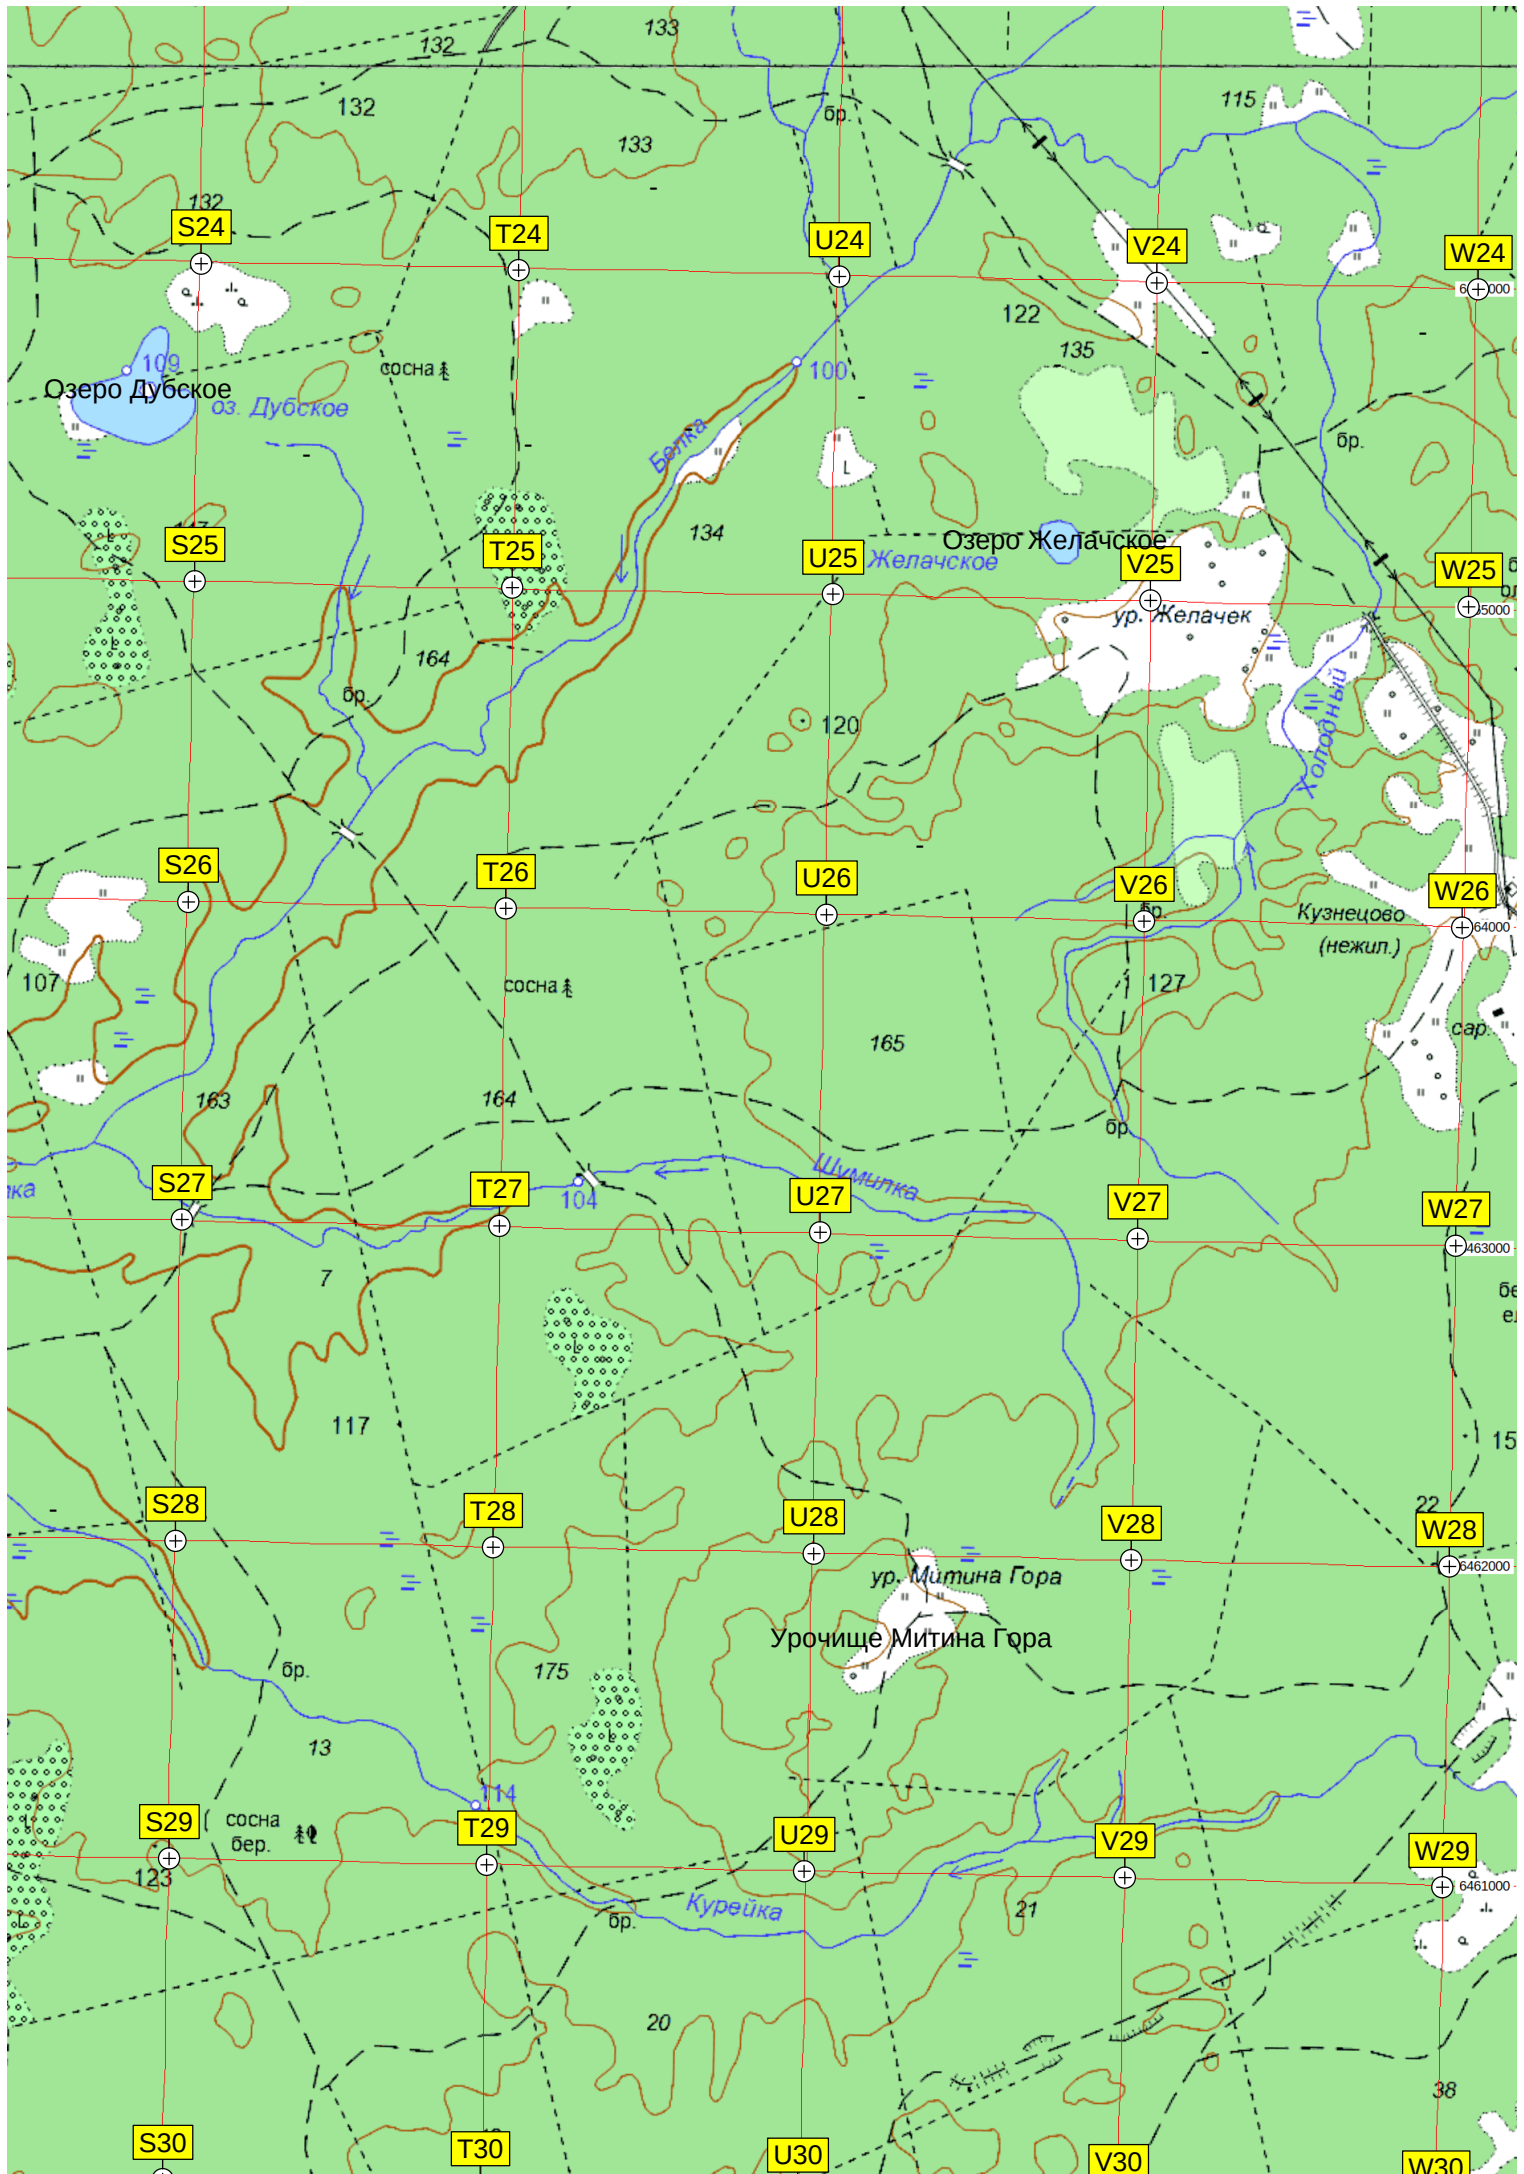 132
133
115
132
бр.
133
132
S24
T24
U24
V24
W24
122
109
135
сосна
100
Озеро Дубское
оз. Дубское
Белка
бр.
134
S25
T25
U25
Озеро Желачское
Желачское
V25
W25
65000
ур. Желачек
164
бр.
120
Холодный
S26
T26
U26
V26
W26
бр.
Кузнецово
(нежил.)
64000
107
сосна
127
165
сар.
163
164
бр.
Шумилка
S27
T27
104
U27
V27
W27
463000
7
117
15
S28
T28
U28
V28
22
W28
ур. Митина Гора
6462000
Урочище Митина Гора
бр.
175
13
114
S29
сосна
бер.
T29
U29
V29
W29
123
6461000
Курейка
бр.
21
20
38
S30
T30
U30
V30
W30